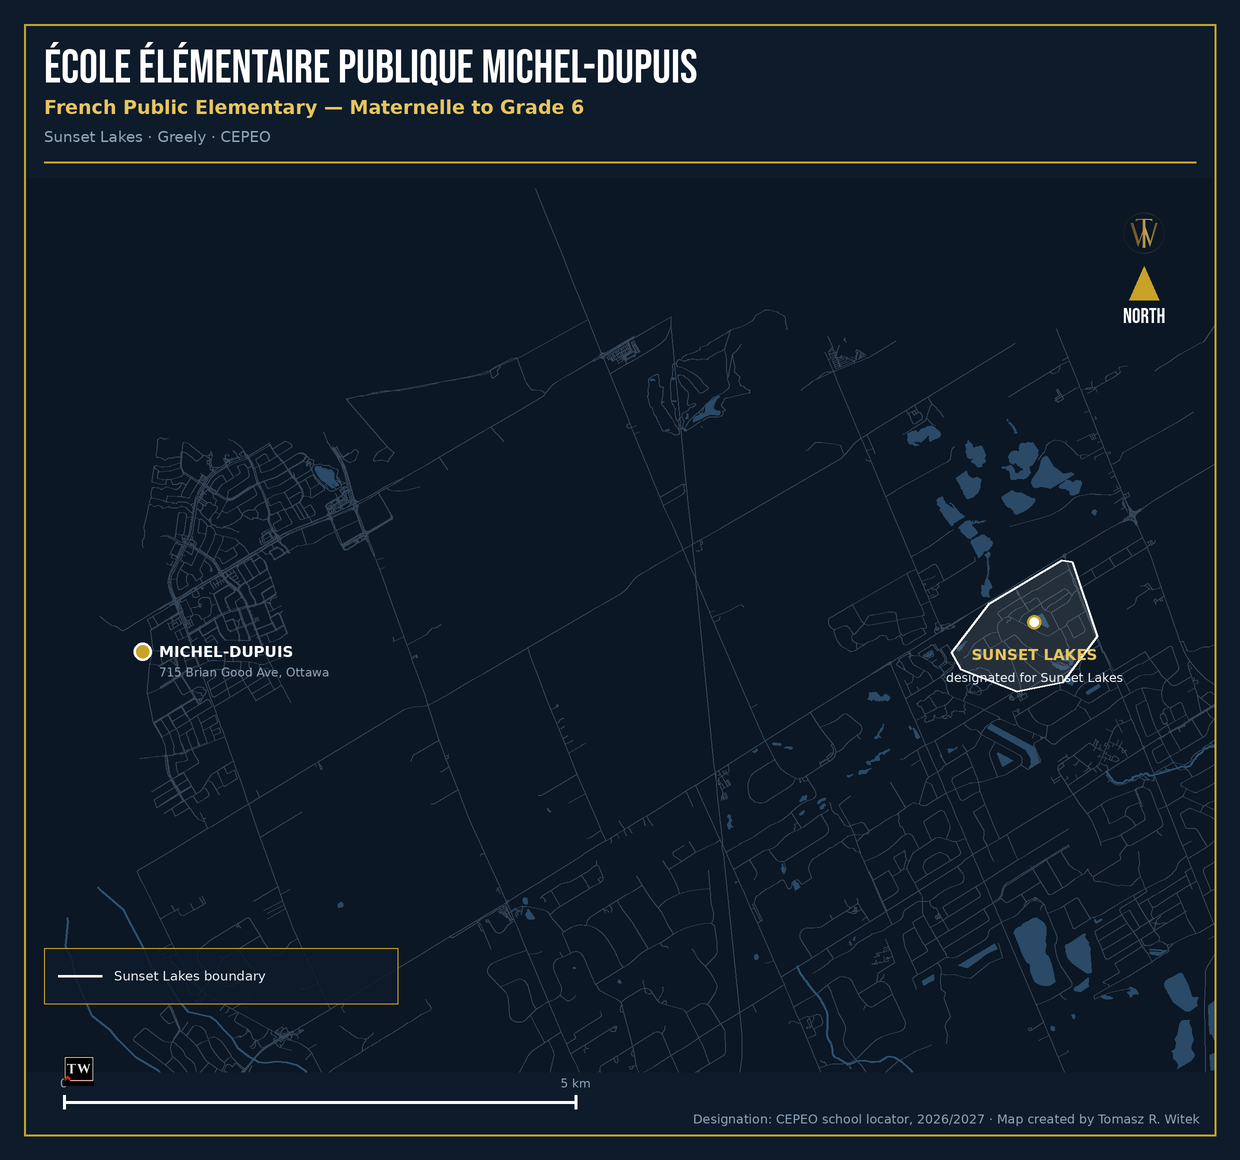 ÉCOLE ÉLÉMENTAIRE PUBLIQUE MICHEL-DUPUIS
French Public Elementary — Maternelle to Grade 6
Sunset Lakes · Greely · CEPEO
NORTH
MICHEL-DUPUIS
715 Brian Good Ave, Ottawa
SUNSET LAKES
designated for Sunset Lakes
Sunset Lakes boundary
TW
0
5 km
Designation: CEPEO school locator, 2026/2027 · Map created by Tomasz R. Witek